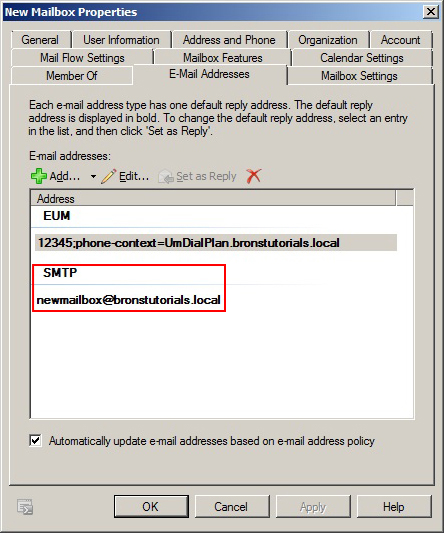 New Mailbox Properties
General User Information Address and Phone Organization Account
Mail Flow Settings Mailbox Features Calendar Settings
Member Of E-Mail Addresses Mailbox Settings
Each e-mail address type has one default reply address. The default reply
address is displayed in bold. To change the default reply address, select an entry
in the list, and then click 'Set as Reply'.
E-mail addresses:
Add... Edit... Set as Reply
Address
EUM
12345;phone-context=UmDialPlan.bronstutorials.local
SMTP
newmailbox@bronstutorials.local
Automatically update e-mail addresses based on e-mail address policy
OK Cancel Apply Help